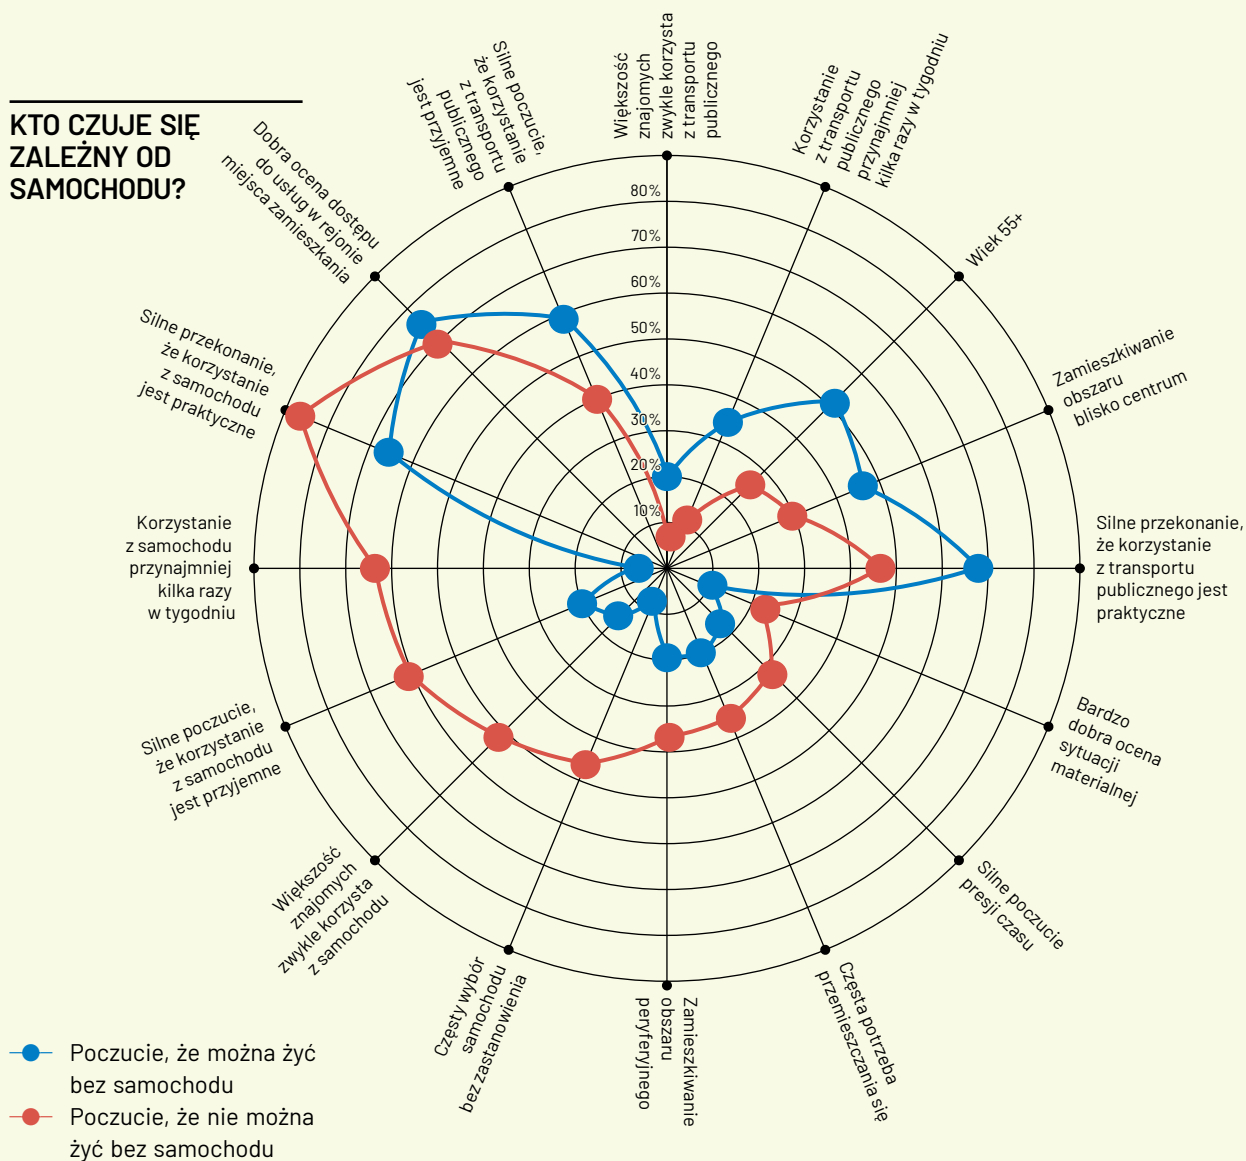 KTO CZUJE SIĘ
ZALEŻNY OD
SAMOCHODU?
Większość
znajomych
zwykle korzysta
z transportu
publicznego
Korzystanie
z transportu
publicznego
przynajmniej
kilka razy w tygodniu
Wiek 55+
Zamieszkiwanie
obszaru
blisko centrum
Silne przekonanie,
że korzystanie
z transportu
publicznego jest
praktyczne
Bardzo
dobra ocena
sytuacji
materialnej
Silne poczucie
presji czasu
Częsta potrzeba
przemieszczania się
Zamieszkiwanie
obszaru
peryferyjnego
Częsty wybór
samochodu
bez zastanowienia
Większość
znajomych
zwykle korzysta
z samochodu
Silne poczucie,
że korzystanie
z samochodu
jest przyjemne
Korzystanie
z samochodu
przynajmniej
kilka razy
w tygodniu
Silne przekonanie,
że korzystanie
z samochodu
jest praktyczne
Dobra ocena dostępu
do usług w rejonie
miejsca zamieszkania
Silne poczucie,
że korzystanie
z transportu
publicznego
jest przyjemne
80%
70%
60%
50%
40%
30%
20%
10%
Poczucie, że można żyć
bez samochodu
Poczucie, że nie można
żyć bez samochodu